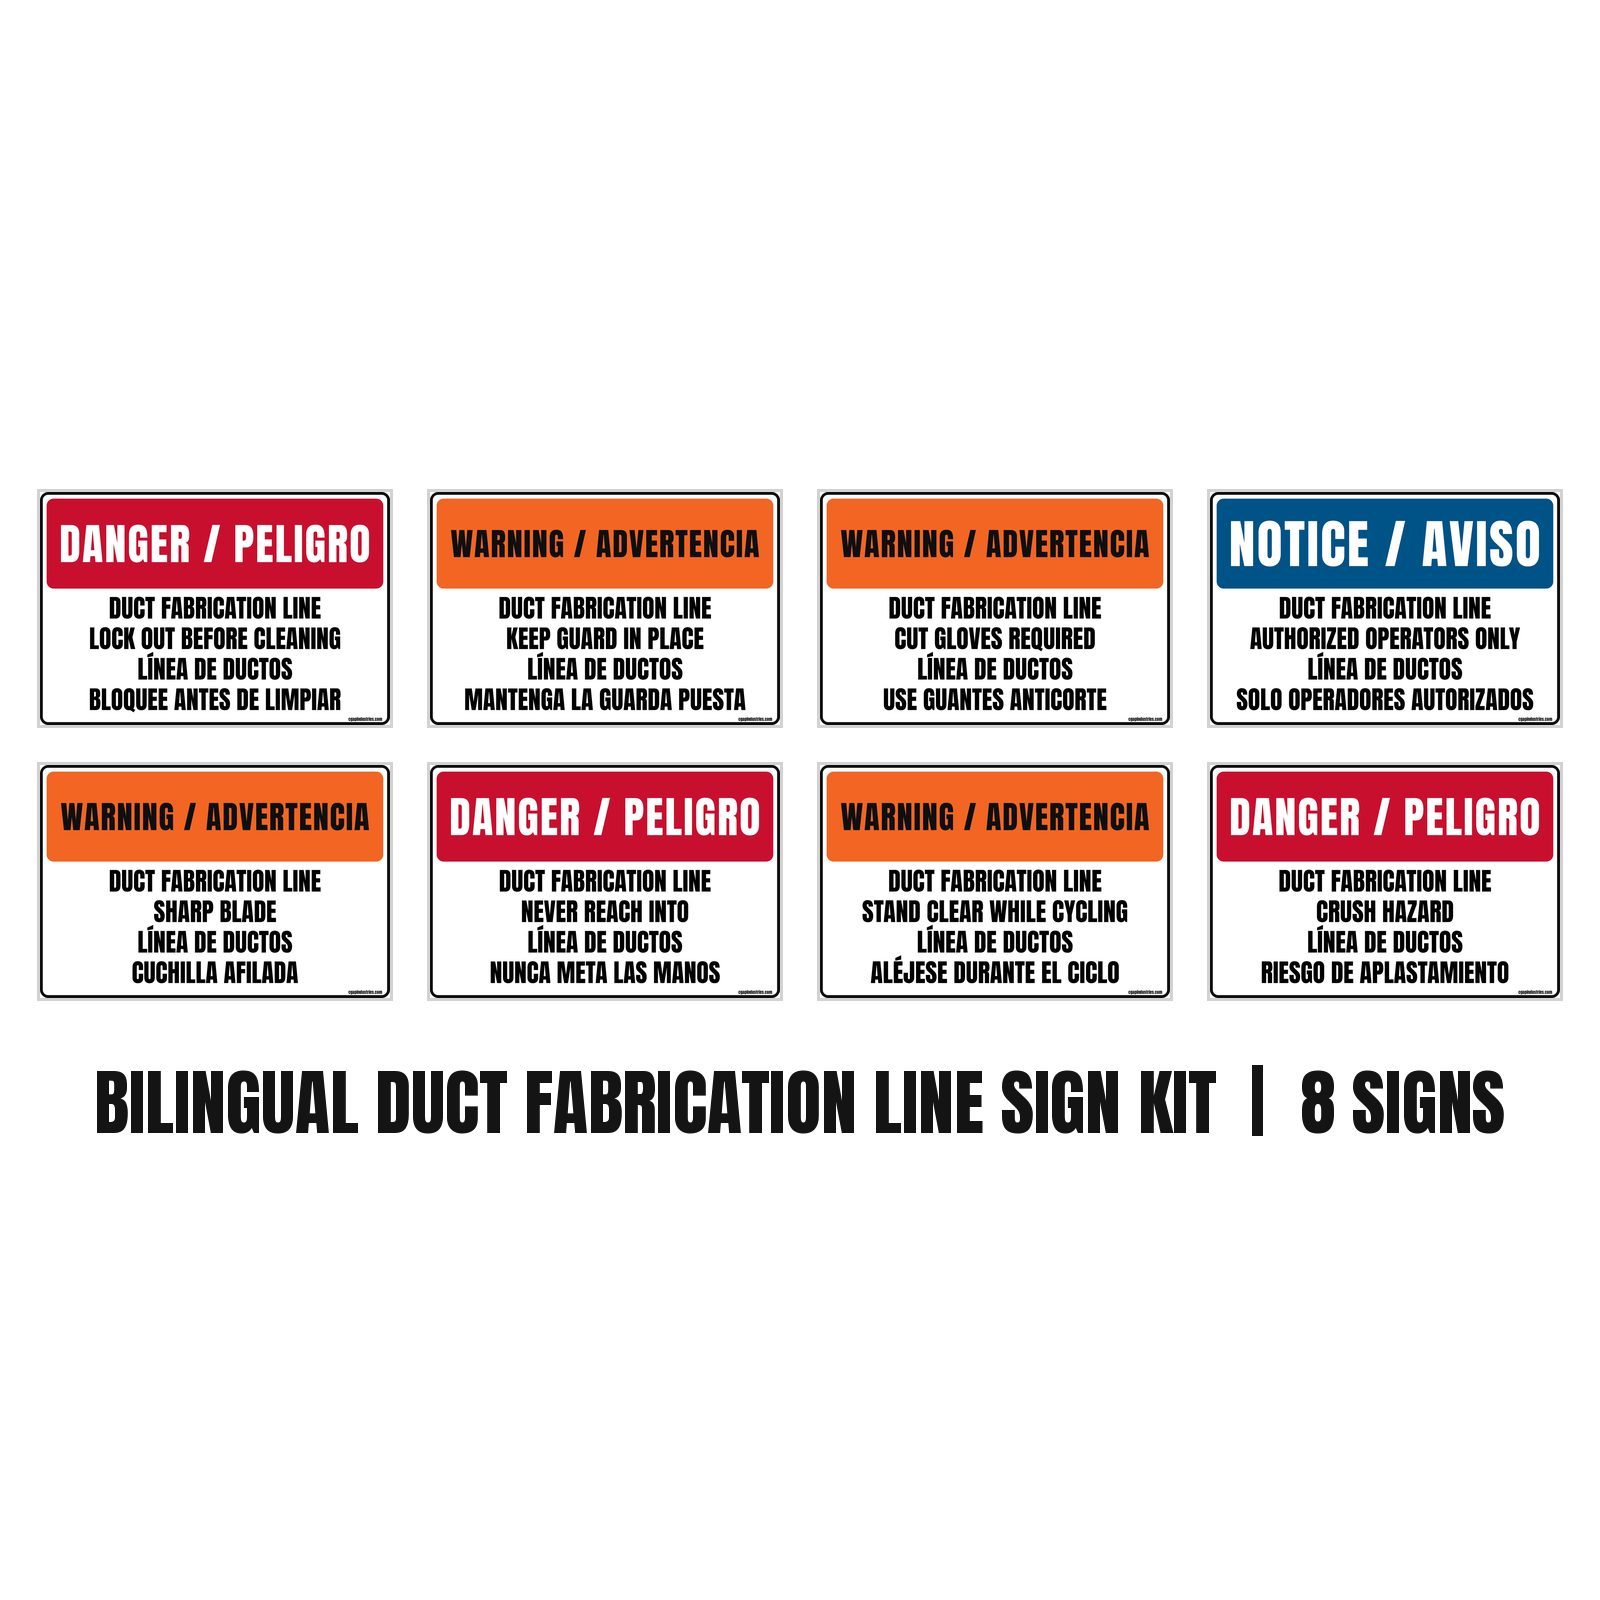 DANGER / PELIGRO
DUCT FABRICATION LINE
LOCK OUT BEFORE CLEANING
LÍNEA DE DUCTOS
BLOQUEE ANTES DE LIMPIAR
WARNING / ADVERTENCIA
DUCT FABRICATION LINE
KEEP GUARD IN PLACE
LÍNEA DE DUCTOS
MANTENGA LA GUARDA PUESTA
WARNING / ADVERTENCIA
DUCT FABRICATION LINE
CUT GLOVES REQUIRED
LÍNEA DE DUCTOS
USE GUANTES ANTICORTE
NOTICE / AVISO
DUCT FABRICATION LINE
AUTHORIZED OPERATORS ONLY
LÍNEA DE DUCTOS
SOLO OPERADORES AUTORIZADOS
WARNING / ADVERTENCIA
DUCT FABRICATION LINE
SHARP BLADE
LÍNEA DE DUCTOS
CUCHILLA AFILADA
DANGER / PELIGRO
DUCT FABRICATION LINE
NEVER REACH INTO
LÍNEA DE DUCTOS
NUNCA META LAS MANOS
WARNING / ADVERTENCIA
DUCT FABRICATION LINE
STAND CLEAR WHILE CYCLING
LÍNEA DE DUCTOS
ALÉJESE DURANTE EL CICLO
DANGER / PELIGRO
DUCT FABRICATION LINE
CRUSH HAZARD
LÍNEA DE DUCTOS
RIESGO DE APLASTAMIENTO
BILINGUAL DUCT FABRICATION LINE SIGN KIT | 8 SIGNS